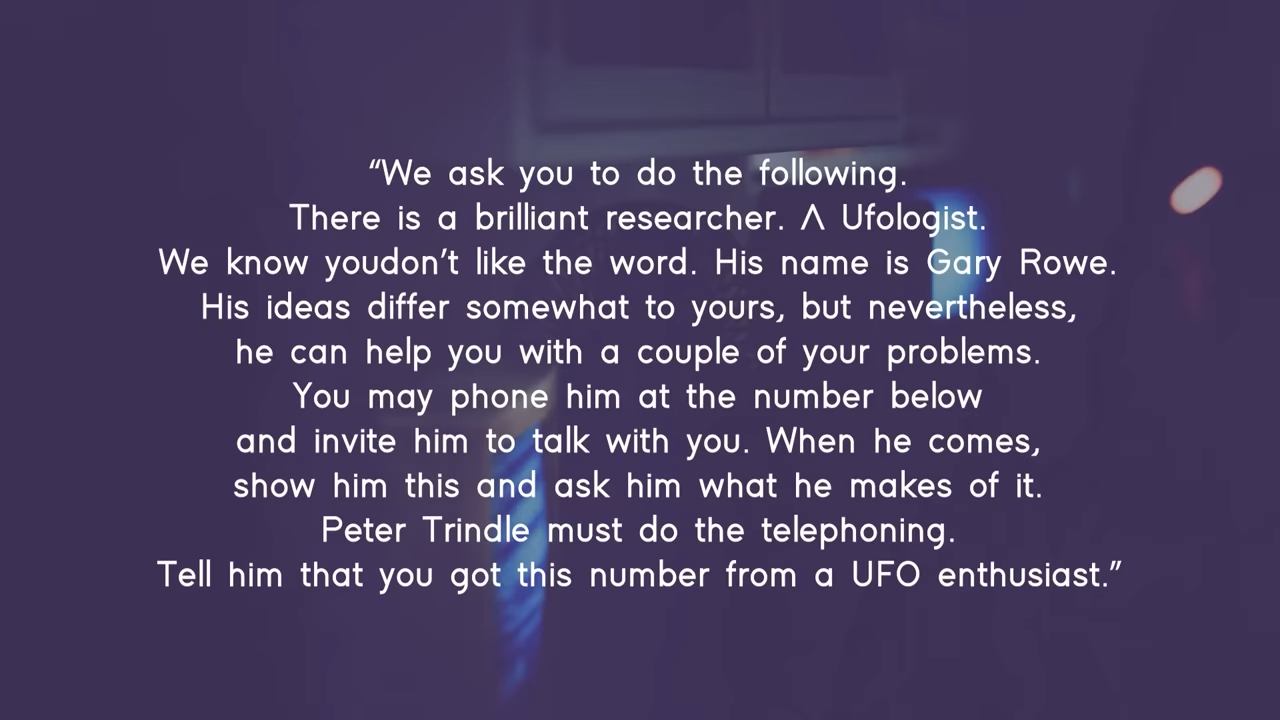 “We ask you to do the following.
There is a brilliant researcher. Λ Ufologist.
We know youdon’t like the word. His name is Gary Rowe.
His ideas differ somewhat to yours, but nevertheless,
he can help you with a couple of your problems.
You may phone him at the number below
and invite him to talk with you. When he comes,
show him this and ask him what he makes of it.
Peter Trindle must do the telephoning.
Tell him that you got this number from a UFO enthusiast.”